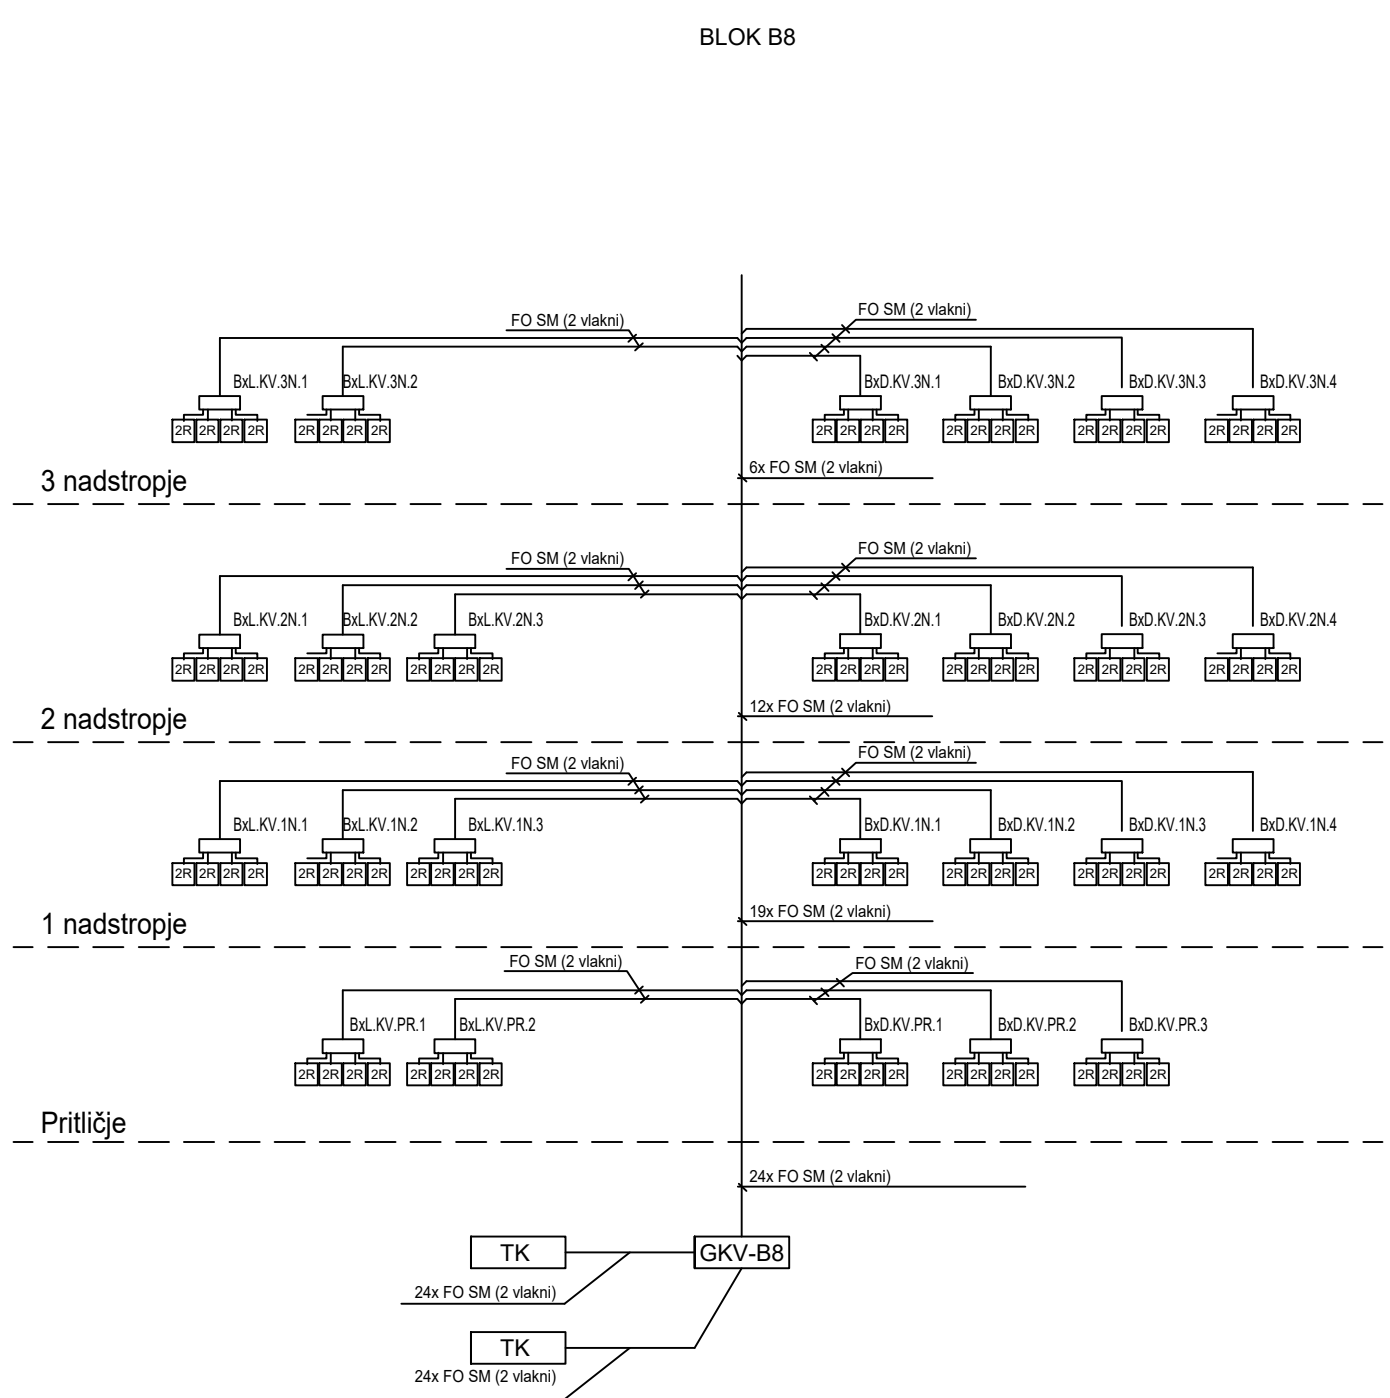 BLOK B8
FO SM (2 vlakni) FO SM (2 vlakni)
BxL.KV.3N.1 BxL.KV.3N.2 BxD.KV.3N.1 BxD.KV.3N.2 BxD.KV.3N.3 BxD.KV.3N.4
2R 2R 2R 2R 2R 2R 2R 2R 2R 2R 2R 2R 2R 2R 2R 2R 2R 2R 2R 2R 2R 2R 2R 2R
3 nadstropje 6x FO SM (2 vlakni)
FO SM (2 vlakni) FO SM (2 vlakni)
BxL.KV.2N.1 BxL.KV.2N.2 BxL.KV.2N.3 BxD.KV.2N.1 BxD.KV.2N.2 BxD.KV.2N.3 BxD.KV.2N.4
2R 2R 2R 2R 2R 2R 2R 2R 2R 2R 2R 2R 2R 2R 2R 2R 2R 2R 2R 2R 2R 2R 2R 2R 2R 2R 2R 2R
2 nadstropje 12x FO SM (2 vlakni)
FO SM (2 vlakni) FO SM (2 vlakni)
BxL.KV.1N.1 BxL.KV.1N.2 BxL.KV.1N.3 BxD.KV.1N.1 BxD.KV.1N.2 BxD.KV.1N.3 BxD.KV.1N.4
2R 2R 2R 2R 2R 2R 2R 2R 2R 2R 2R 2R 2R 2R 2R 2R 2R 2R 2R 2R 2R 2R 2R 2R 2R 2R 2R 2R
1 nadstropje 19x FO SM (2 vlakni)
FO SM (2 vlakni) FO SM (2 vlakni)
BxL.KV.PR.1 BxL.KV.PR.2 BxD.KV.PR.1 BxD.KV.PR.2 BxD.KV.PR.3
2R 2R 2R 2R 2R 2R 2R 2R 2R 2R 2R 2R 2R 2R 2R 2R 2R 2R 2R 2R
Pritličje
24x FO SM (2 vlakni)
TK GKV-B8
24x FO SM (2 vlakni)
TK
24x FO SM (2 vlakni)